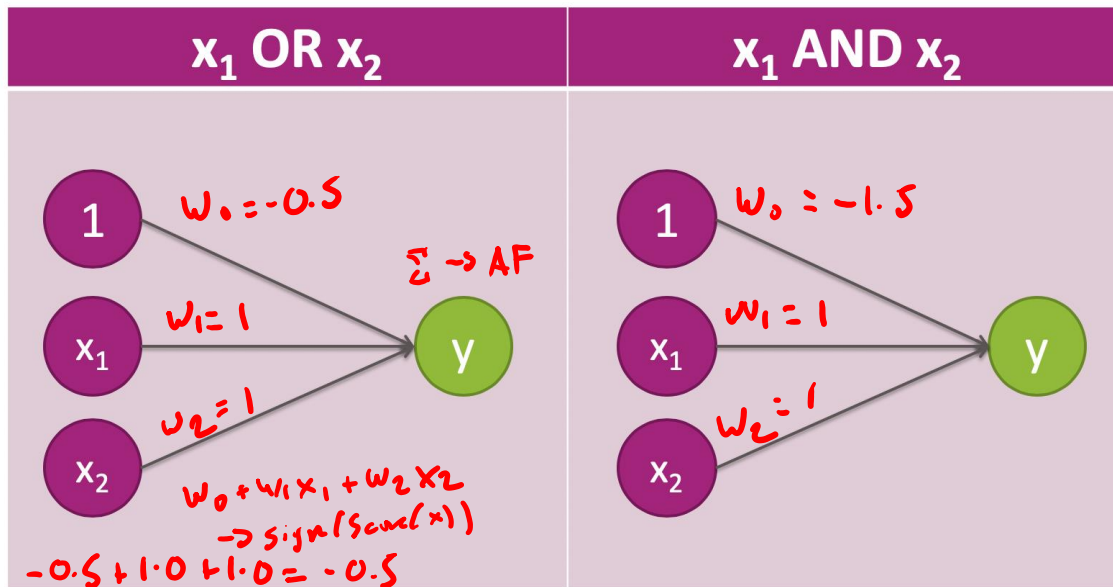 x₁ OR x₂
1
w₀ = -0.5
Σ -> AF
x₁
w₁ = 1
y
x₂
w₂ = 1
w₀ + w₁x₁ + w₂x₂
-> sign(Score(x))
-0.5 + 1·0 + 1·0 = -0.5
x₁ AND x₂
1
w₀ = -1.5
x₁
w₁ = 1
y
x₂
w₂ = 1